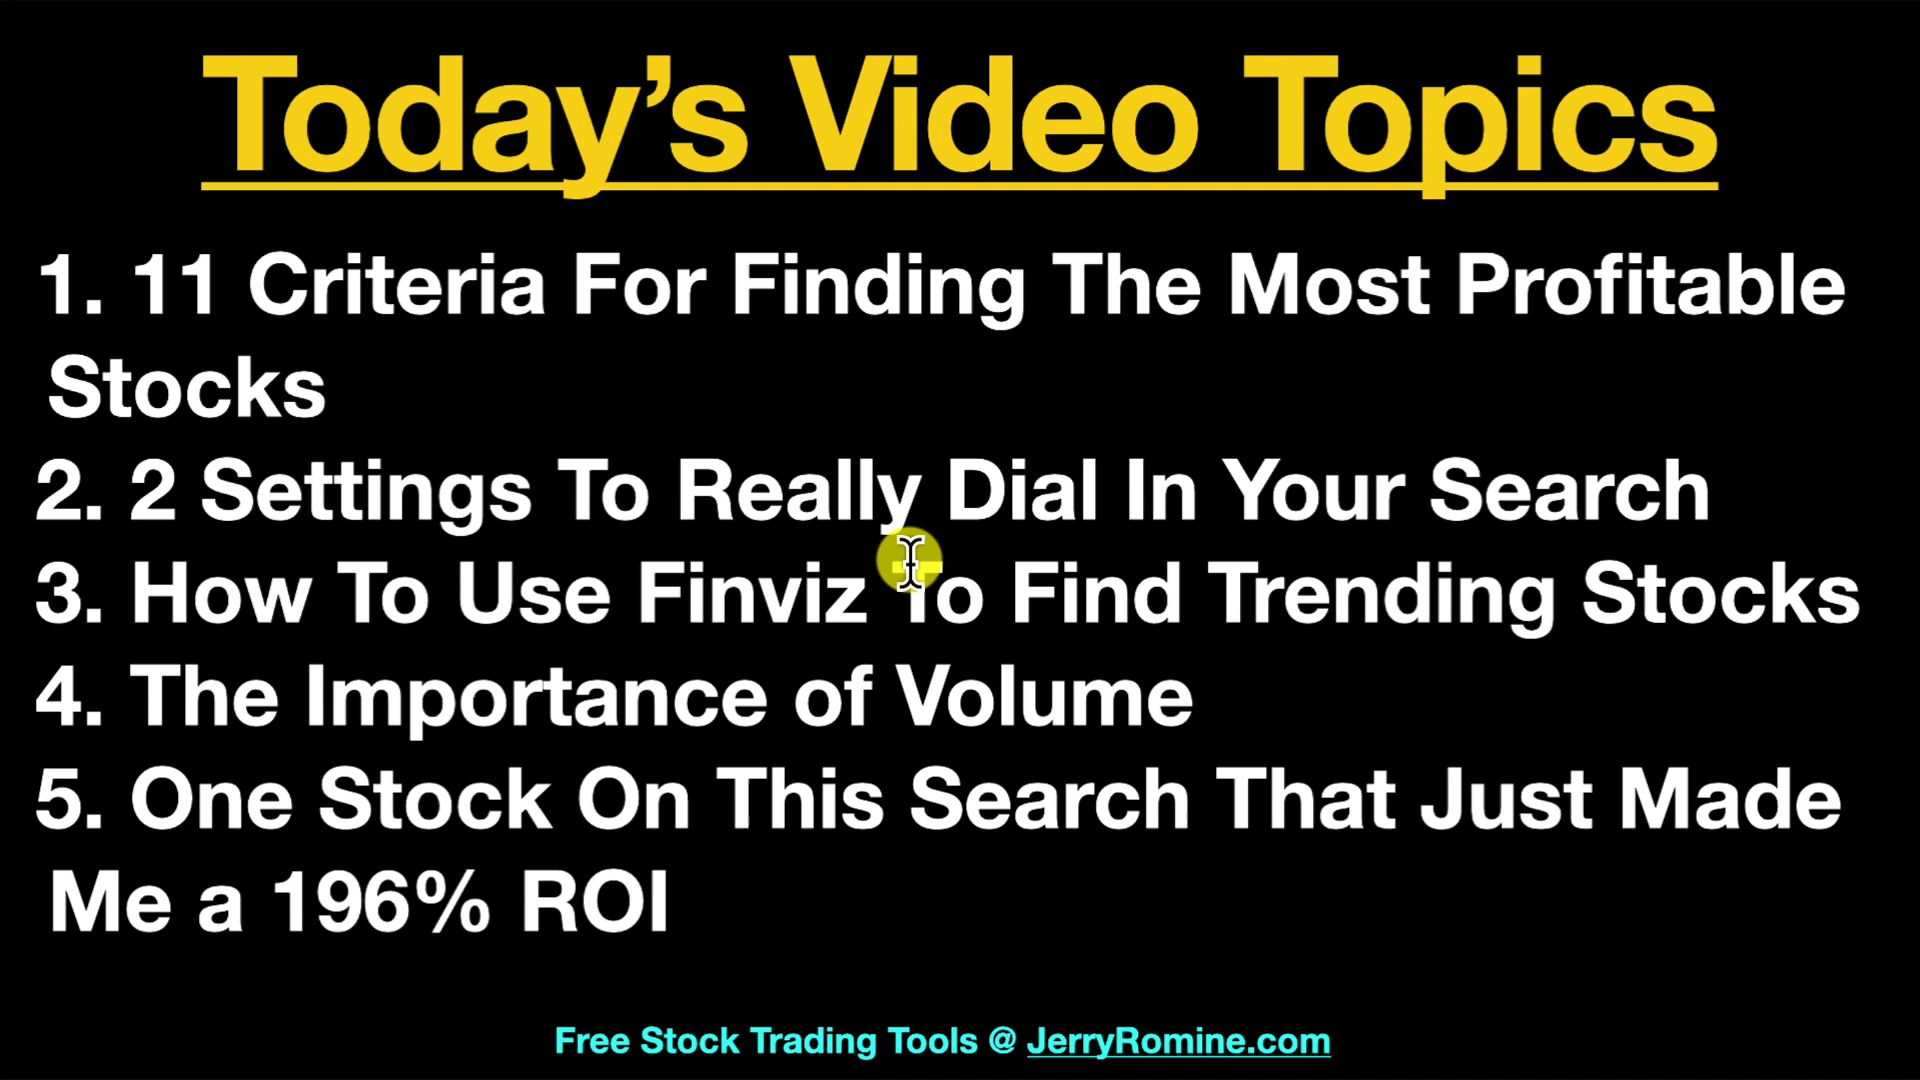 Today’s Video Topics
1. 11 Criteria For Finding The Most Profitable
Stocks
2. 2 Settings To Really Dial In Your Search
3. How To Use Finviz To Find Trending Stocks
4. The Importance of Volume
5. One Stock On This Search That Just Made
Me a 196% ROI
Free Stock Trading Tools @ JerryRomine.com